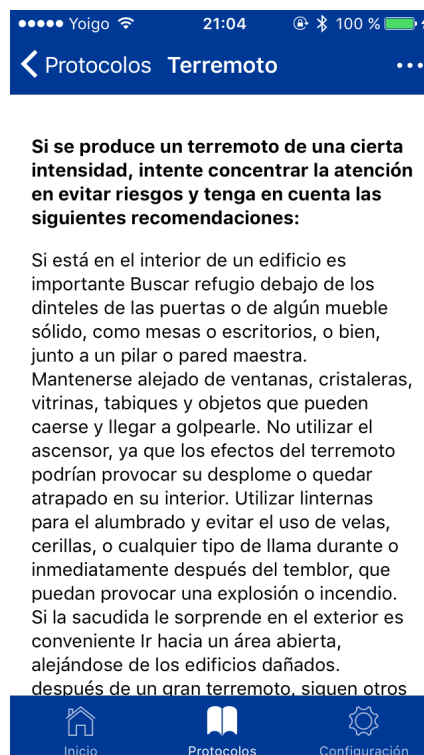 Yoigo 21:04 100 %
Protocolos Terremoto
Si se produce un terremoto de una cierta
intensidad, intente concentrar la atención
en evitar riesgos y tenga en cuenta las
siguientes recomendaciones:
Si está en el interior de un edificio es
importante Buscar refugio debajo de los
dinteles de las puertas o de algún mueble
sólido, como mesas o escritorios, o bien,
junto a un pilar o pared maestra.
Mantenerse alejado de ventanas, cristaleras,
vitrinas, tabiques y objetos que pueden
caerse y llegar a golpearle. No utilizar el
ascensor, ya que los efectos del terremoto
podrían provocar su desplome o quedar
atrapado en su interior. Utilizar linternas
para el alumbrado y evitar el uso de velas,
cerillas, o cualquier tipo de llama durante o
inmediatamente después del temblor, que
puedan provocar una explosión o incendio.
Si la sacudida le sorprende en el exterior es
conveniente Ir hacia un área abierta,
alejándose de los edificios dañados.
después de un gran terremoto, siguen otros
Inicio Protocolos Configuración